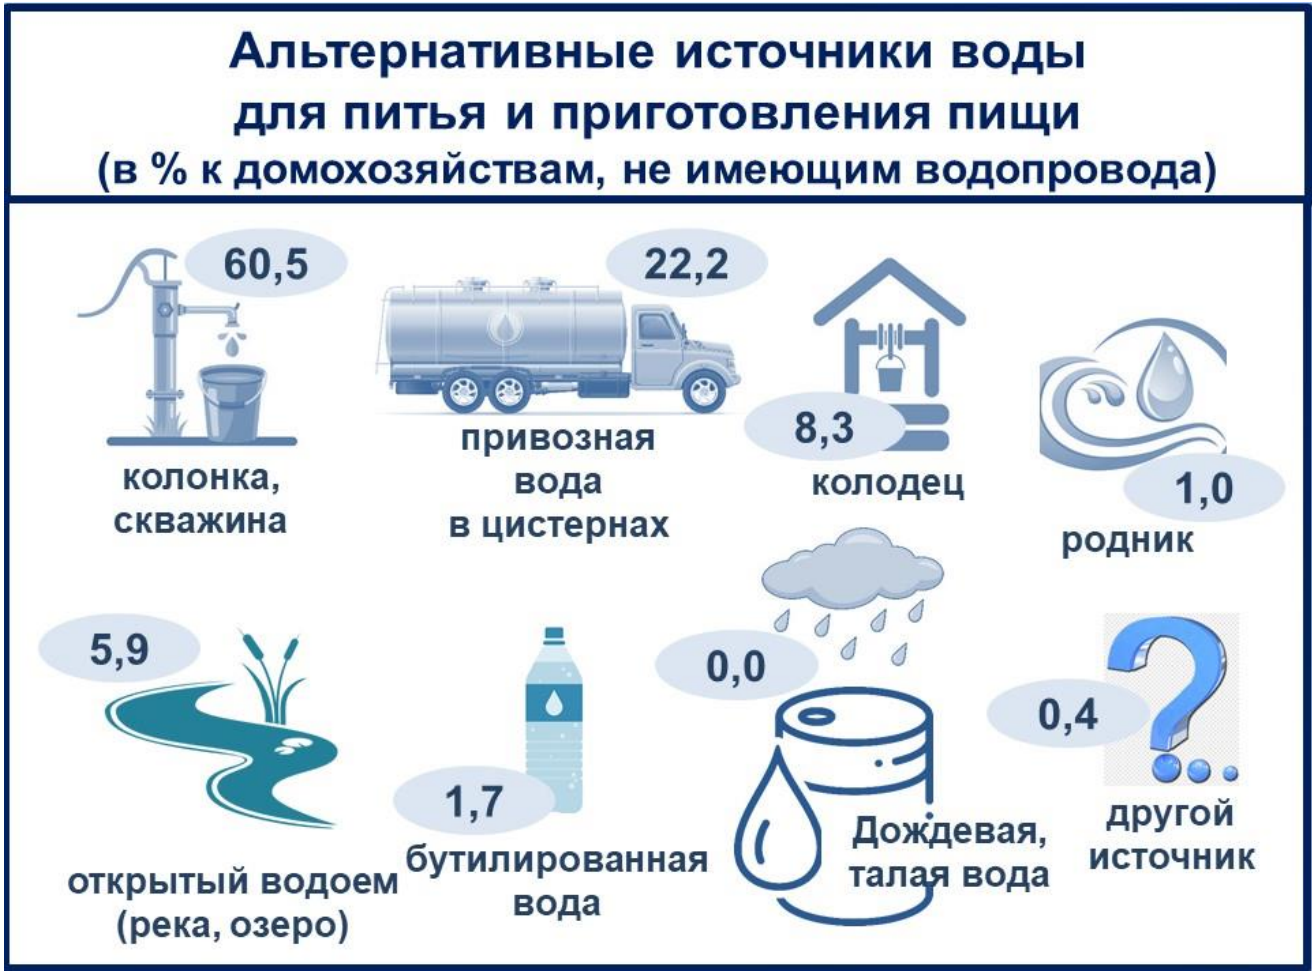 Альтернативные источники воды
для питья и приготовления пищи
(в % к домохозяйствам, не имеющим водопровода)
60,5
колонка,
скважина
22,2
привозная
вода
в цистернах
8,3
колодец
1,0
родник
5,9
открытый водоем
(река, озеро)
1,7
бутилированная
вода
0,0
Дождевая,
талая вода
0,4
другой
источник